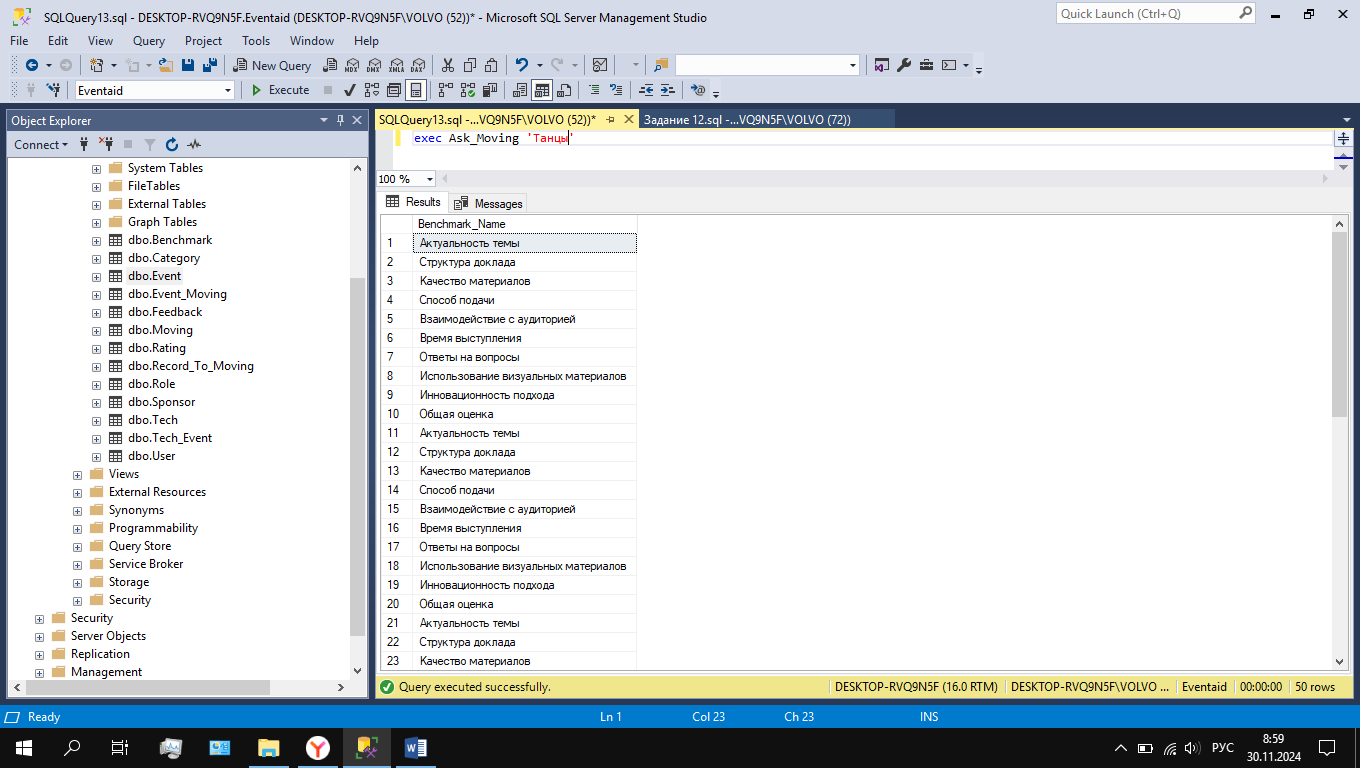 SQLQuery13.sql - DESKTOP-RVQ9N5F.Eventaid (DESKTOP-RVQ9N5F\VOLVO (52))* - Microsoft SQL Server Management Studio
Quick Launch (Ctrl+Q)
File Edit View Query Project Tools Window Help
New Query MDX DMX XMLA DAX
Eventaid Execute
Object Explorer
Connect
System Tables
FileTables
External Tables
Graph Tables
dbo.Benchmark
dbo.Category
dbo.Event
dbo.Event_Moving
dbo.Feedback
dbo.Moving
dbo.Rating
dbo.Record_To_Moving
dbo.Role
dbo.Sponsor
dbo.Tech
dbo.Tech_Event
dbo.User
Views
External Resources
Synonyms
Programmability
Query Store
Service Broker
Storage
Security
Security
Server Objects
Replication
Management
SQLQuery13.sql -...VQ9N5F\VOLVO (52))* Задание 12.sql -...VQ9N5F\VOLVO (72))
exec Ask_Moving 'Танцы'
100 %
Results Messages
Benchmark_Name
1 Актуальность темы
2 Структура доклада
3 Качество материалов
4 Способ подачи
5 Взаимодействие с аудиторией
6 Время выступления
7 Ответы на вопросы
8 Использование визуальных материалов
9 Инновационность подхода
10 Общая оценка
11 Актуальность темы
12 Структура доклада
13 Качество материалов
14 Способ подачи
15 Взаимодействие с аудиторией
16 Время выступления
17 Ответы на вопросы
18 Использование визуальных материалов
19 Инновационность подхода
20 Общая оценка
21 Актуальность темы
22 Структура доклада
23 Качество материалов
Query executed successfully. DESKTOP-RVQ9N5F (16.0 RTM) DESKTOP-RVQ9N5F\VOLVO ... Eventaid 00:00:00 50 rows
Ready Ln 1 Col 23 Ch 23 INS
РУС 8:59
30.11.2024